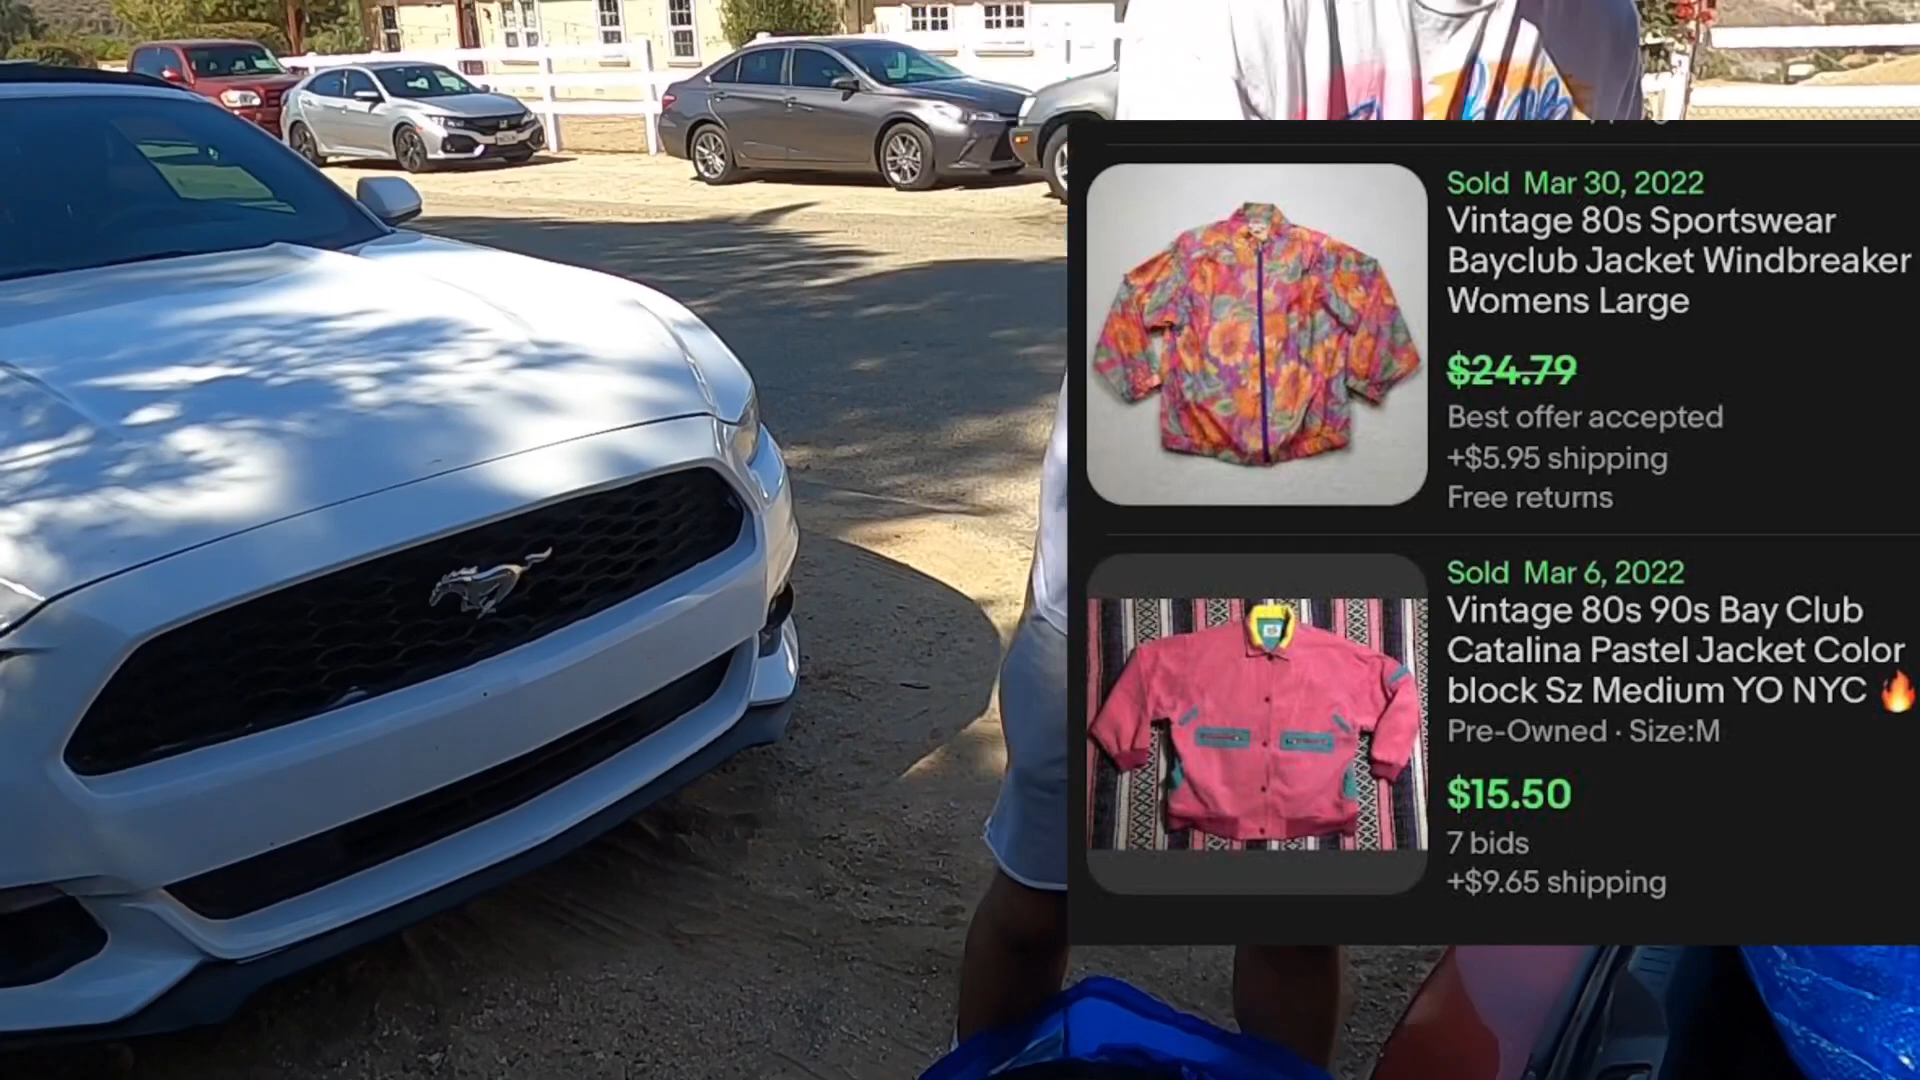 Sold Mar 30, 2022
Vintage 80s Sportswear
Bayclub Jacket Windbreaker
Womens Large
$24.79
Best offer accepted
+$5.95 shipping
Free returns
Sold Mar 6, 2022
Vintage 80s 90s Bay Club
Catalina Pastel Jacket Color
block Sz Medium YO NYC 🔥
Pre-Owned · Size:M
$15.50
7 bids
+$9.65 shipping